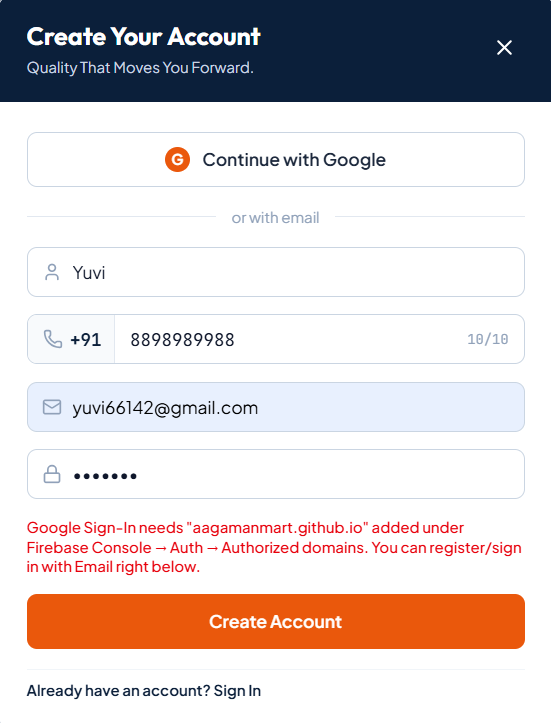 Create Your Account
Quality That Moves You Forward.
G Continue with Google
or with email
Yuvi
+91 8898989988 10/10
yuvi66142@gmail.com
•••••••
Google Sign-In needs "aagamanmart.github.io" added under
Firebase Console → Auth → Authorized domains. You can register/sign
in with Email right below.
Create Account
Already have an account? Sign In